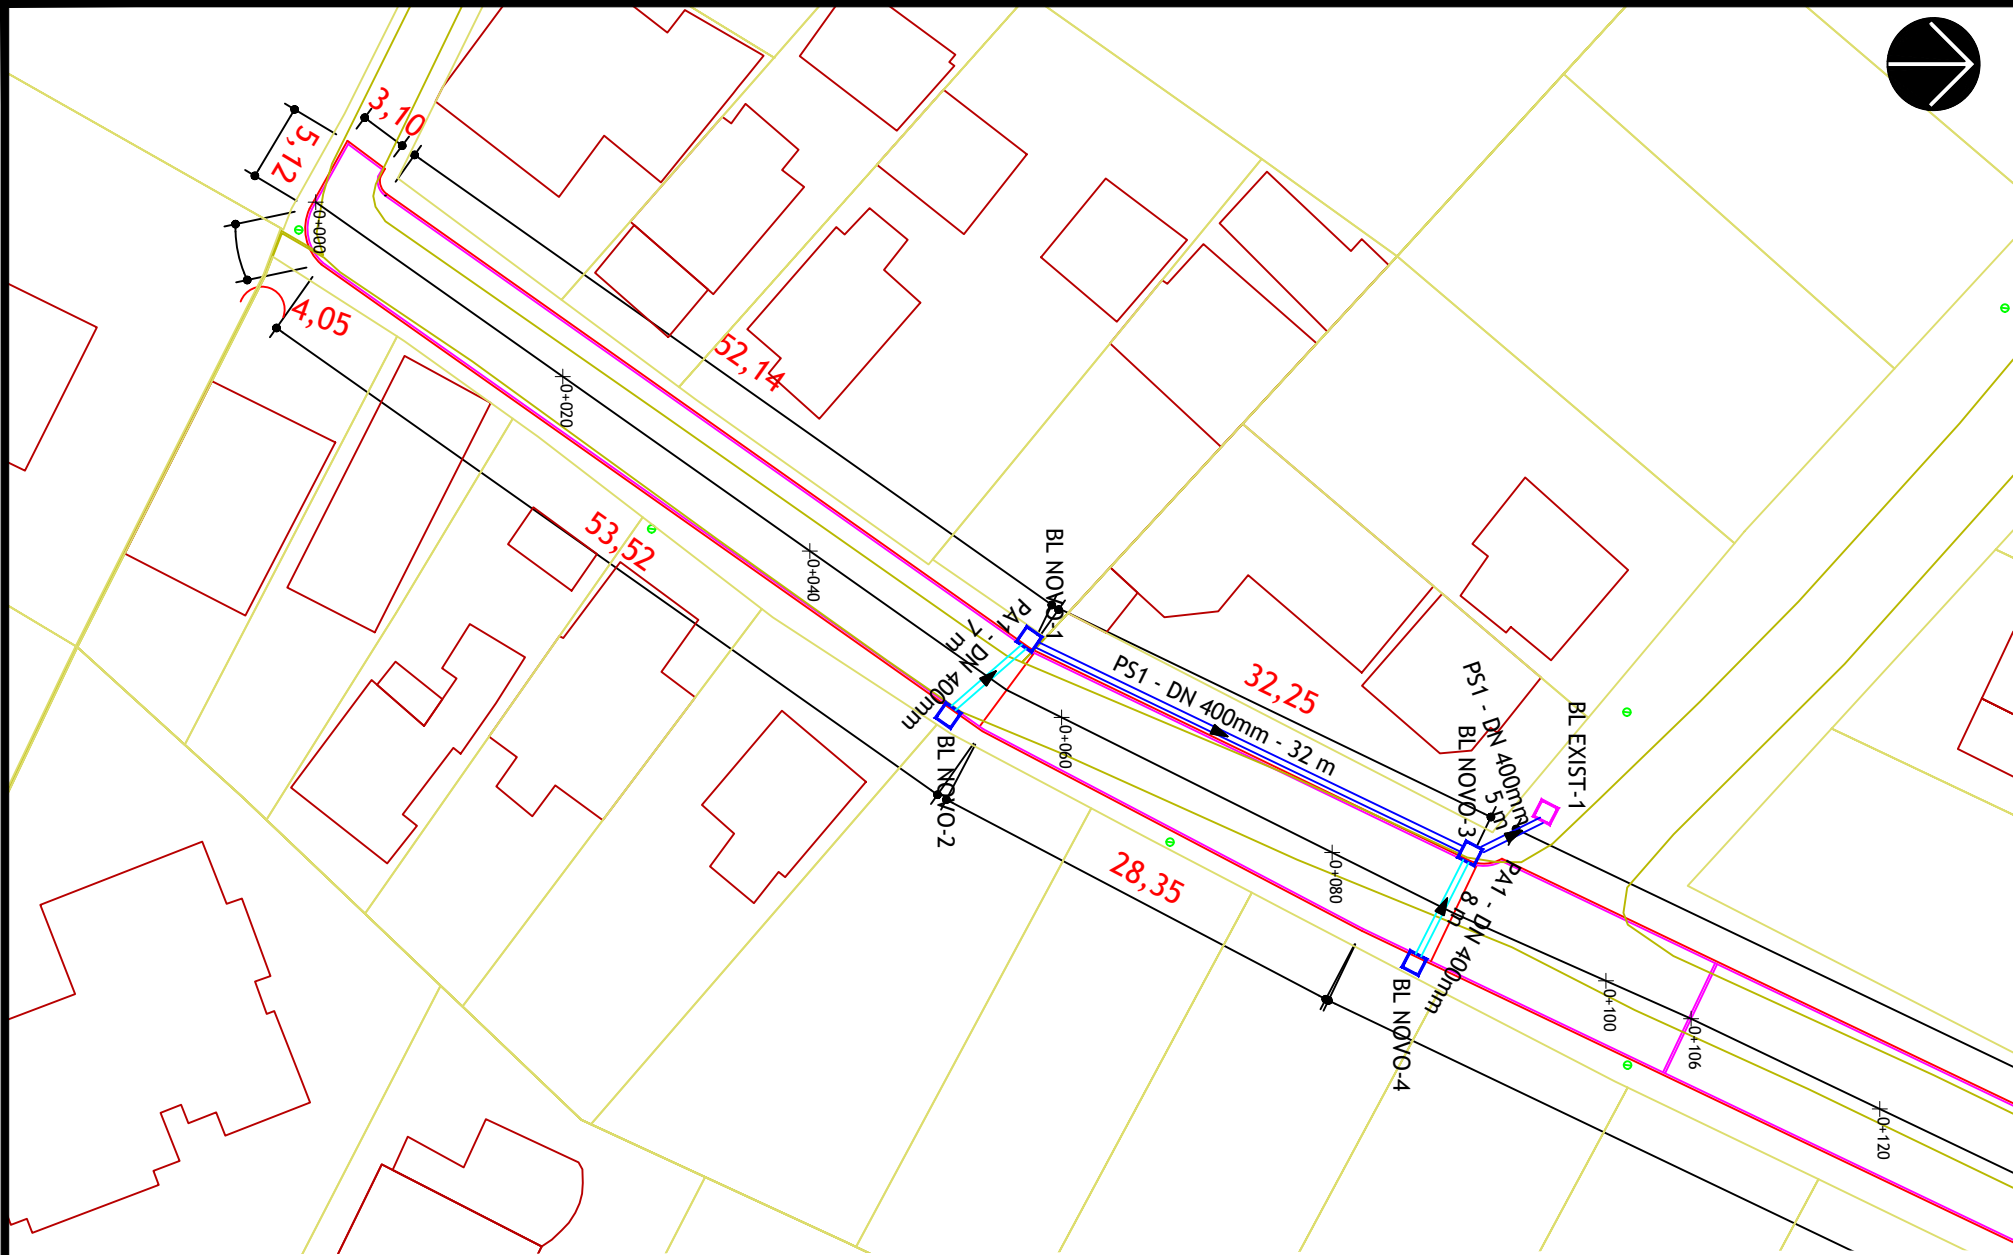 3,10
5,12
0+000
4,05
52,14
0+020
53,52
0+040
BL NOVO-1
PA1 - DN 400mm
7 m
BL NOVO-2
0+060
PS1 - DN 400mm - 32 m
32,25
PS1 - DN 400mm
5 m
BL EXIST-1
BL NOVO-3
0+080
28,35
PA1 - DN 400mm
8 m
BL NOVO-4
0+100
0+106
0+120